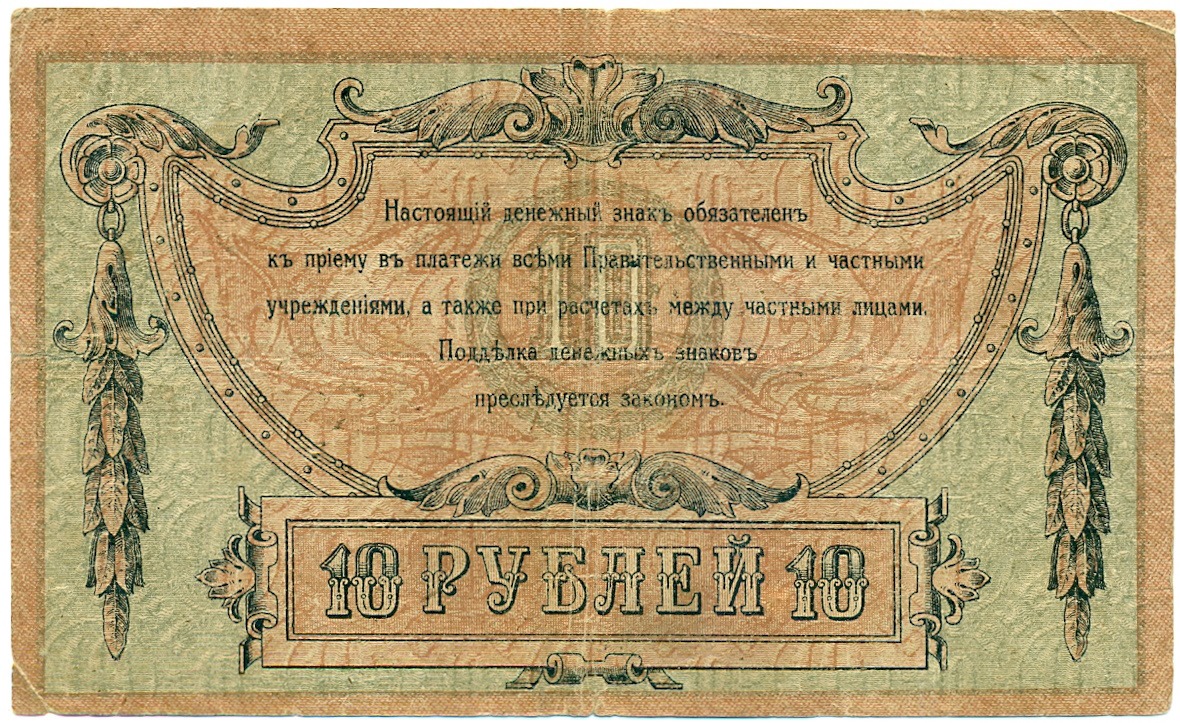 Настоящій денежный знакъ обязателенъ
къ пріему въ платежи всѣми Правительственными и частными
учрежденіями, а также при расчетахъ между частными лицами.
Поддѣлка денежныхъ знаковъ
преслѣдуется закономъ.
10
10 РУБЛЕЙ 10